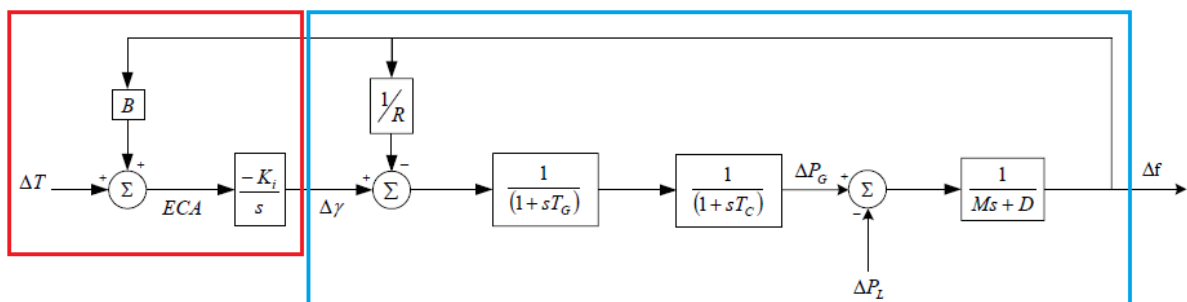 B
1/R
ΔT
+
+
Σ
ECA
−K_i
s
Δγ
+
−
Σ
1
(1+sT_G)
1
(1+sT_C)
ΔP_G
+
−
Σ
1
Ms+D
Δf
ΔP_L